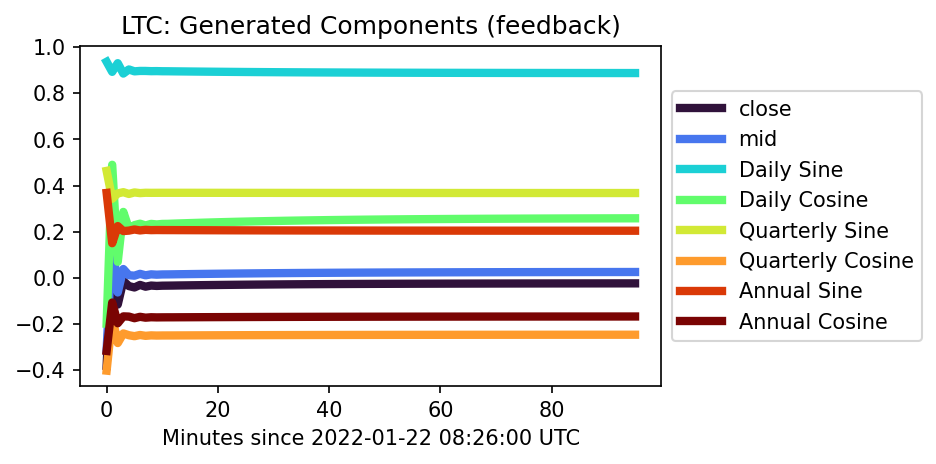 LTC: Generated Components (feedback)
1.0
0.8
0.6
0.4
0.2
0.0
−0.2
−0.4
0 20 40 60 80
Minutes since 2022-01-22 08:26:00 UTC
close
mid
Daily Sine
Daily Cosine
Quarterly Sine
Quarterly Cosine
Annual Sine
Annual Cosine